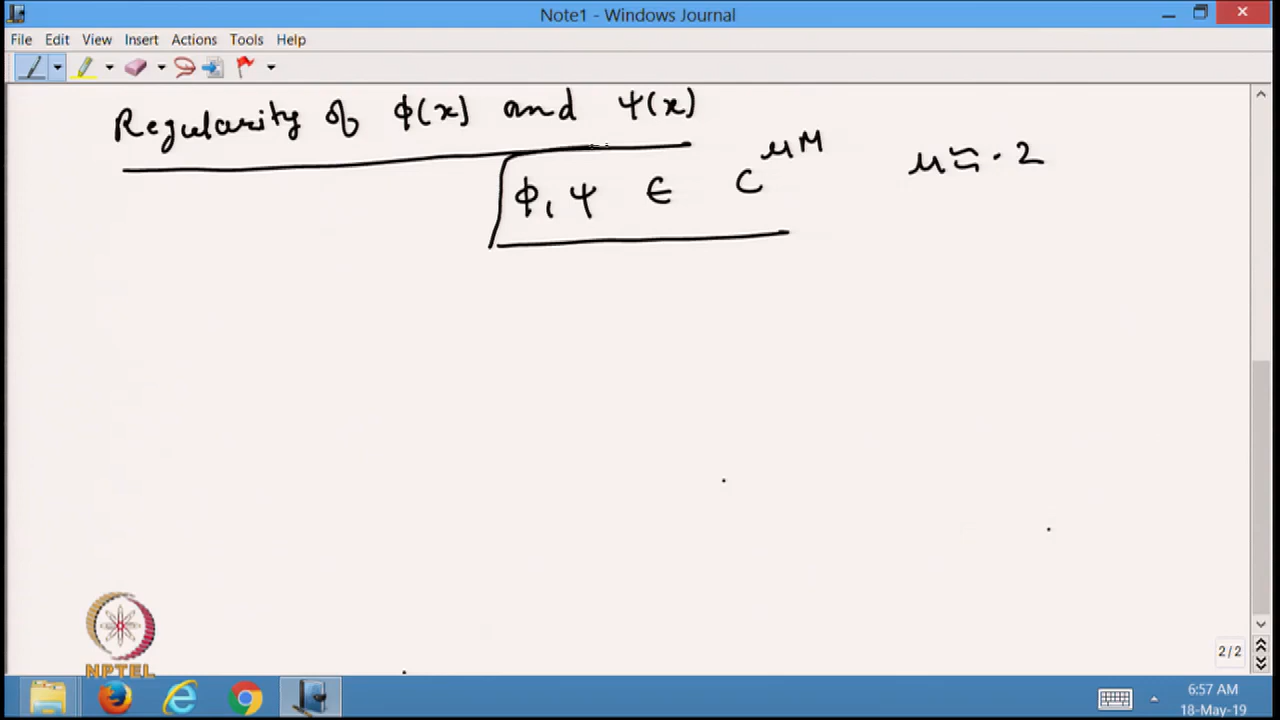 Note1 - Windows Journal
File Edit View Insert Actions Tools Help
Regularity of ϕ(x) and ψ(x)
ϕ, ψ ∈ C^{μM} μ ≈ .2
NPTEL
2/2
6:57 AM
18-May-19